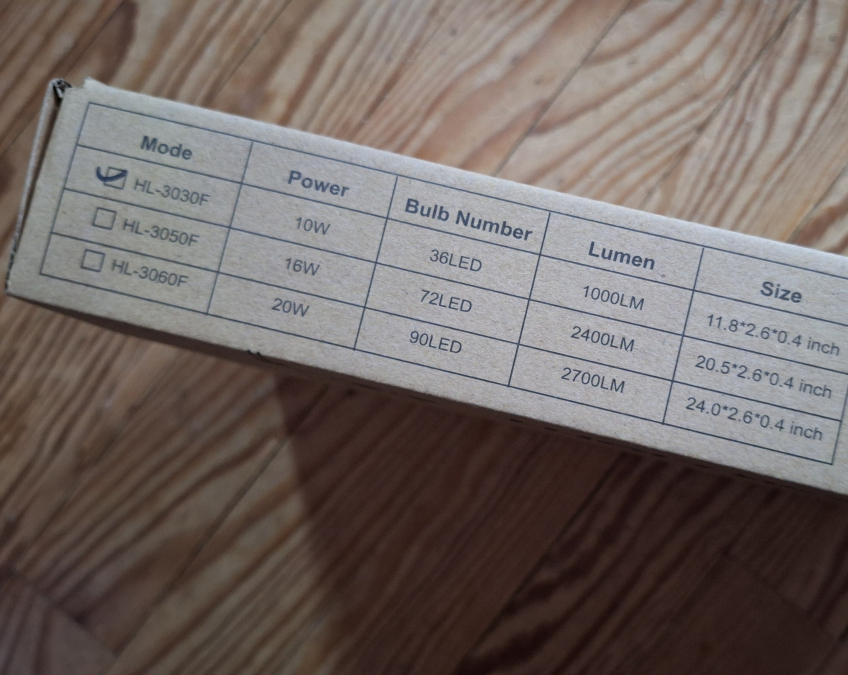 Mode Power Bulb Number Lumen Size
HL-3030F 10W 36LED 1000LM 11.8*2.6*0.4 inch
HL-3050F 16W 72LED 2400LM 20.5*2.6*0.4 inch
HL-3060F 20W 90LED 2700LM 24.0*2.6*0.4 inch